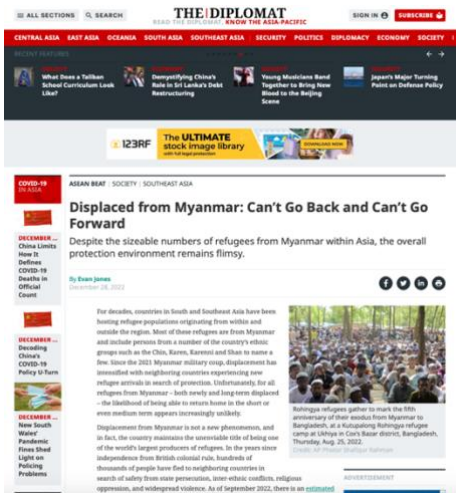 ALL SECTIONS
SEARCH
THE DIPLOMAT
READ THE DIPLOMAT, KNOW THE ASIA-PACIFIC
SIGN IN
SUBSCRIBE
CENTRAL ASIA EAST ASIA OCEANIA SOUTH ASIA SOUTHEAST ASIA SECURITY POLITICS DIPLOMACY ECONOMY SOCIETY
RECENT FEATURES
SECURITY
What Does a Taliban
School Curriculum Look
Like?
Demystifying China's
Role in Sri Lanka's Debt
Restructuring
Young Musicians Band
Together to Bring New
Blood to the Beijing
Scene
Japan's Major Turning
Point on Defense Policy
123RF
The ULTIMATE
stock image library
with full legal protection
DOWNLOAD NOW
COVID-19
IN ASIA
DECEMBER ...
China Limits
How It
Defines
COVID-19
Deaths in
Official
Count
DECEMBER ...
Decoding
China's
COVID-19
Policy U-Turn
DECEMBER ...
New South
Wales'
Pandemic
Fines Shed
Light on
Policing
Problems
ASEAN BEAT | SOCIETY | SOUTHEAST ASIA
Displaced from Myanmar: Can't Go Back and Can't Go
Forward
Despite the sizeable numbers of refugees from Myanmar within Asia, the overall
protection environment remains flimsy.
By Evan Jones
December 28, 2022
For decades, countries in South and Southeast Asia have been
hosting refugee populations originating from within and
outside the region. Most of these refugees are from Myanmar
and include persons from a number of the country's ethnic
groups such as the Chin, Karen, Karenni and Shan to name a
few. Since the 2021 Myanmar military coup, displacement has
intensified with neighboring countries experiencing new
refugee arrivals in search of protection. Unfortunately, for all
refugees from Myanmar – both newly and long-term displaced
– the likelihood of being able to return home in the short or
even medium term appears increasingly unlikely.
Displacement from Myanmar is not a new phenomenon, and
in fact, the country maintains the unenviable title of being one
of the world's largest producers of refugees. In the years since
independence from British colonial rule, hundreds of
thousands of people have fled to neighboring countries in
search of safety from state persecution, inter-ethnic conflicts, religious
oppression, and widespread violence. As of September 2022, there is an estimated
Rohingya refugees gather to mark the fifth
anniversary of their exodus from Myanmar to
Bangladesh, at a Kutupalong Rohingya refugee
camp at Ukhiya in Cox's Bazar district, Bangladesh,
Thursday, Aug. 25, 2022.
Credit: AP Photo/ Shafiqur Rahman
ADVERTISEMENT